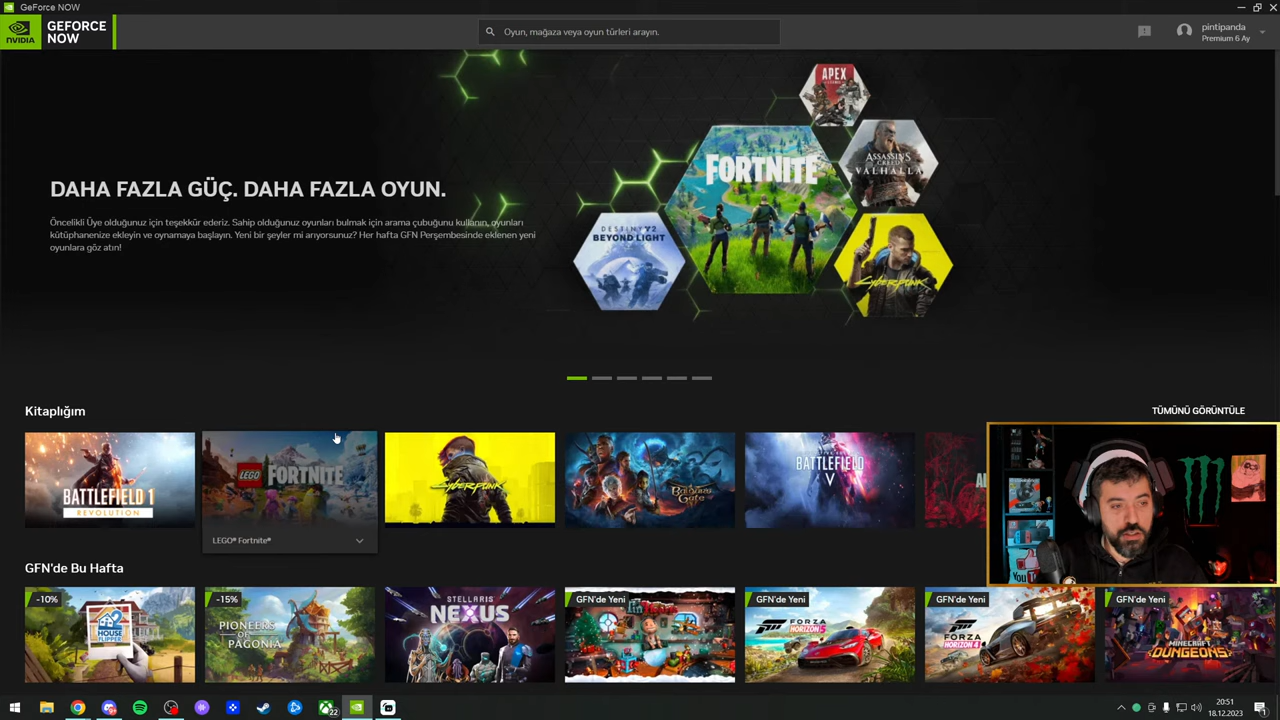 GeForce NOW
NVIDIA
GEFORCE
NOW
Oyun, mağaza veya oyun türleri arayın.
pintipanda
Premium 6 Ay
APEX
FORTNITE
ASSASSIN'S
CREED
VALHALLA
DESTINY 2
BEYOND LIGHT
CYBERPUNK
DAHA FAZLA GÜÇ. DAHA FAZLA OYUN.
Öncelikli Üye olduğunuz için teşekkür ederiz. Sahip olduğunuz oyunları bulmak için arama çubuğunu kullanın, oyunları
kütüphanenize ekleyin ve oynamaya başlayın. Yeni bir şeyler mi arıyorsunuz? Her hafta GFN Perşembesinde eklenen yeni
oyunlara göz atın!
Kitaplığım
TÜMÜNÜ GÖRÜNTÜLE
BATTLEFIELD 1
REVOLUTION
LEGO FORTNITE
LEGO® Fortnite®
CYBERPUNK
Baldur's
Gate
BATTLEFIELD
V
GFN'de Bu Hafta
-10%
HOUSE
FLIPPER
-15%
PIONEERS
OF
PAGONIA
STELLARIS
NEXUS
GFN'de Yeni
GFN'de Yeni
FORZA
HORIZON 5
GFN'de Yeni
FORZA
HORIZON 4
GFN'de Yeni
MINECRAFT
DUNGEONS
22
20:51
18.12.2023
1